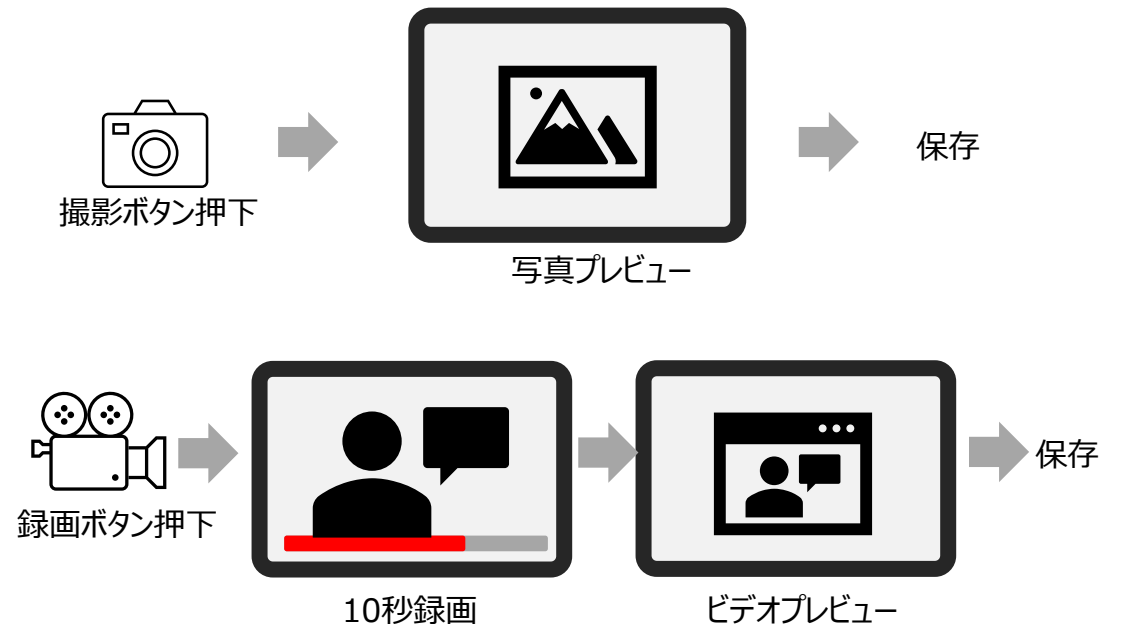 撮影ボタン押下
写真プレビュー
保存
録画ボタン押下
10秒録画
ビデオプレビュー
保存